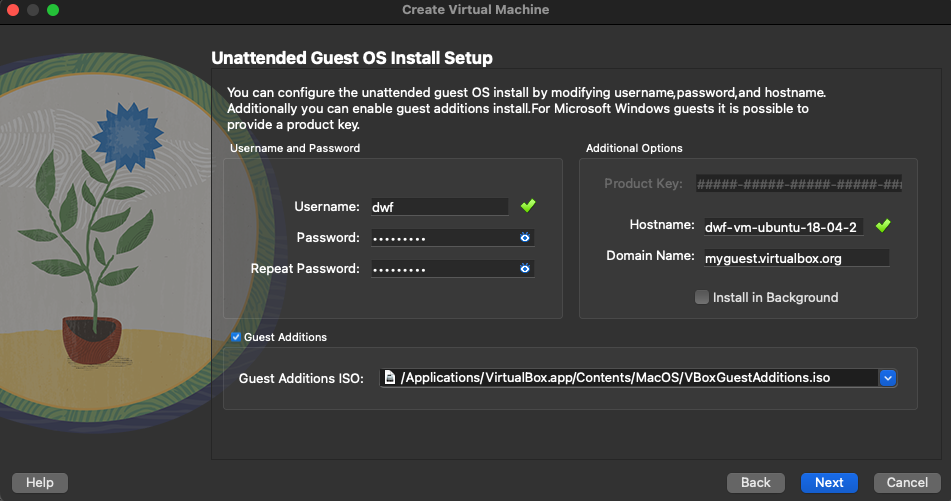 Create Virtual Machine
Unattended Guest OS Install Setup
You can configure the unattended guest OS install by modifying username,password,and hostname.
Additionally you can enable guest additions install.For Microsoft Windows guests it is possible to
provide a product key.
Username and Password
Username: dwf
Password: •••••••••
Repeat Password: •••••••••
Additional Options
Product Key: #####-#####-#####-#####-###
Hostname: dwf-vm-ubuntu-18-04-2
Domain Name: myguest.virtualbox.org
Install in Background
Guest Additions
Guest Additions ISO: /Applications/VirtualBox.app/Contents/MacOS/VBoxGuestAdditions.iso
Help
Back
Next
Cancel